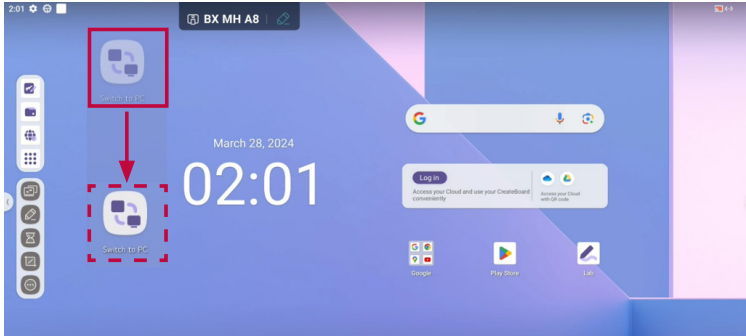 2:01
BX MH A8
Switch to PC
March 28, 2024
02:01
Log in
Access your Cloud and use your CreateBoard
conveniently
Access your Cloud
with QR code
Switch to PC
Google
Play Store
Lab